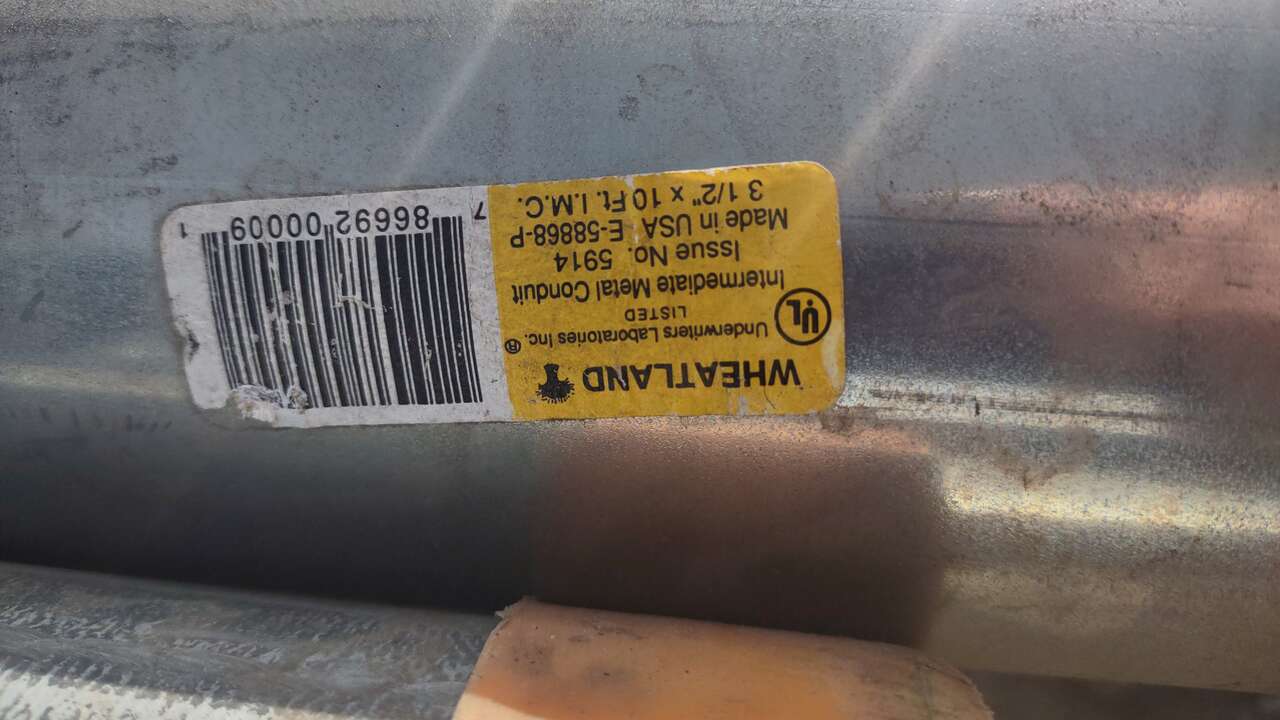 WHEATLAND
Underwriters Laboratories Inc.®
LISTED
UL
Intermediate Metal Conduit
Issue No. 5914
Made in USA E-58868-P
3 1/2" x 10 Ft. I.M.C.
7 86692 00009 1